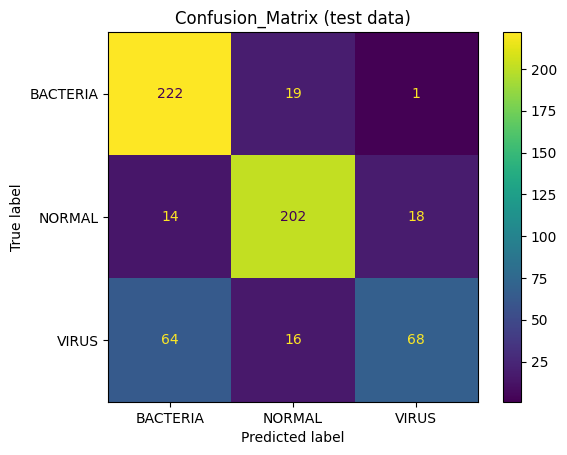 Confusion_Matrix (test data)
BACTERIA 222 19 1
NORMAL 14 202 18
VIRUS 64 16 68
BACTERIA NORMAL VIRUS
Predicted label
True label
200
175
150
125
100
75
50
25